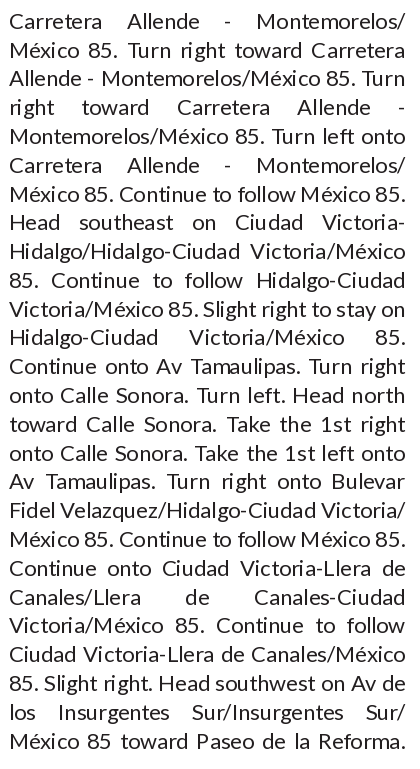 Carretera Allende - Montemorelos/
México 85. Turn right toward Carretera
Allende - Montemorelos/México 85. Turn
right toward Carretera Allende -
Montemorelos/México 85. Turn left onto
Carretera Allende - Montemorelos/
México 85. Continue to follow México 85.
Head southeast on Ciudad Victoria-
Hidalgo/Hidalgo-Ciudad Victoria/México
85. Continue to follow Hidalgo-Ciudad
Victoria/México 85. Slight right to stay on
Hidalgo-Ciudad Victoria/México 85.
Continue onto Av Tamaulipas. Turn right
onto Calle Sonora. Turn left. Head north
toward Calle Sonora. Take the 1st right
onto Calle Sonora. Take the 1st left onto
Av Tamaulipas. Turn right onto Bulevar
Fidel Velazquez/Hidalgo-Ciudad Victoria/
México 85. Continue to follow México 85.
Continue onto Ciudad Victoria-Llera de
Canales/Llera de Canales-Ciudad
Victoria/México 85. Continue to follow
Ciudad Victoria-Llera de Canales/México
85. Slight right. Head southwest on Av de
los Insurgentes Sur/Insurgentes Sur/
México 85 toward Paseo de la Reforma.